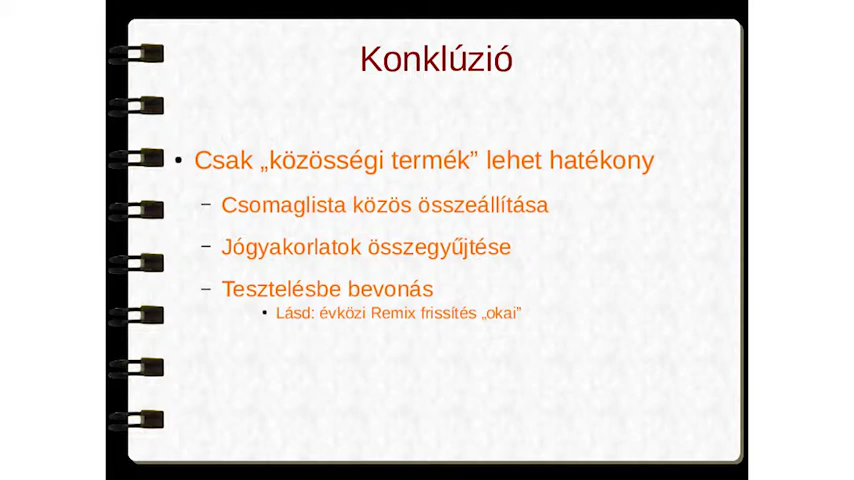 Konklúzió
• Csak „közösségi termék” lehet hatékony
– Csomaglista közös összeállítása
– Jógyakorlatok összegyűjtése
– Tesztelésbe bevonás
• Lásd: évközi Remix frissítés „okai”